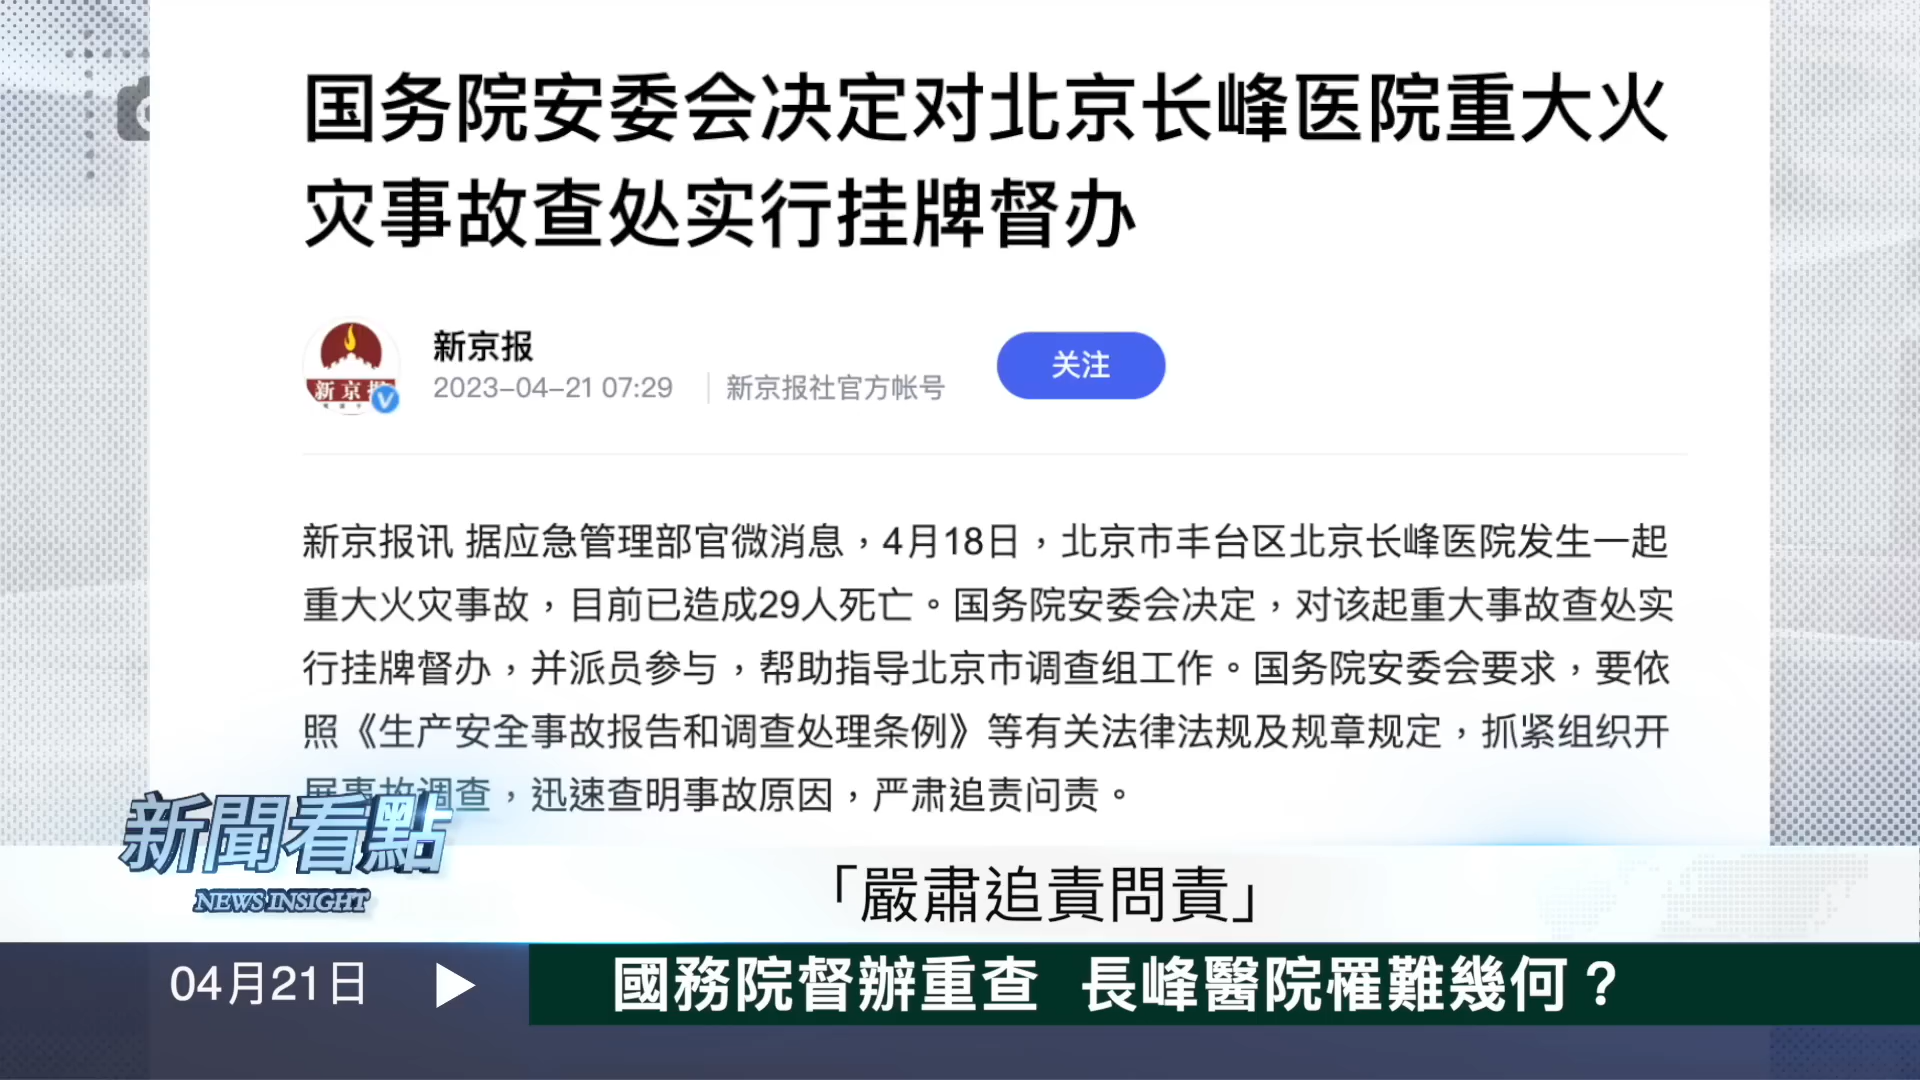 国务院安委会决定对北京长峰医院重大火
灾事故查处实行挂牌督办
新京报
2023-04-21 07:29 新京报社官方帐号
关注
新京报讯 据应急管理部官微消息，4月18日，北京市丰台区北京长峰医院发生一起
重大火灾事故，目前已造成29人死亡。国务院安委会决定，对该起重大事故查处实
行挂牌督办，并派员参与，帮助指导北京市调查组工作。国务院安委会要求，要依
照《生产安全事故报告和调查处理条例》等有关法律法规及规章规定，抓紧组织开
展事故调查，迅速查明事故原因，严肃追责问责。
新聞看點
NEWS INSIGHT
「嚴肅追責問責」
04月21日
國務院督辦重查 長峰醫院罹難幾何？